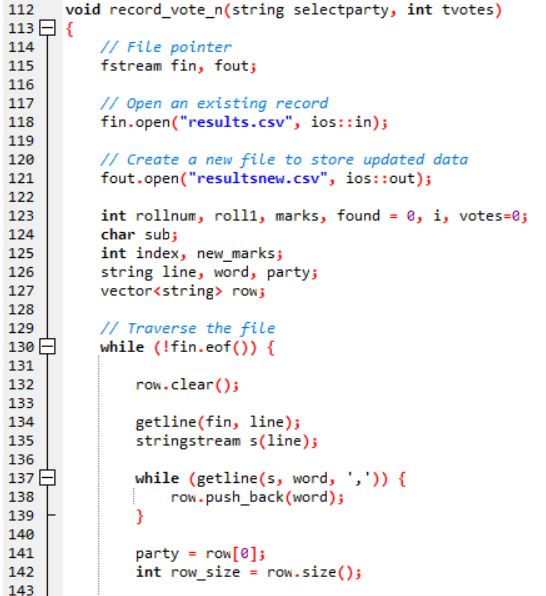 112 void record_vote_n(string selectparty, int tvotes)
113 {
114 // File pointer
115 fstream fin, fout;
116
117 // Open an existing record
118 fin.open("results.csv", ios::in);
119
120 // Create a new file to store updated data
121 fout.open("resultsnew.csv", ios::out);
122
123 int rollnum, roll1, marks, found = 0, i, votes=0;
124 char sub;
125 int index, new_marks;
126 string line, word, party;
127 vector<string> row;
128
129 // Traverse the file
130 while (!fin.eof()) {
131
132 row.clear();
133
134 getline(fin, line);
135 stringstream s(line);
136
137 while (getline(s, word, ',')) {
138 row.push_back(word);
139 }
140
141 party = row[0];
142 int row_size = row.size();
143